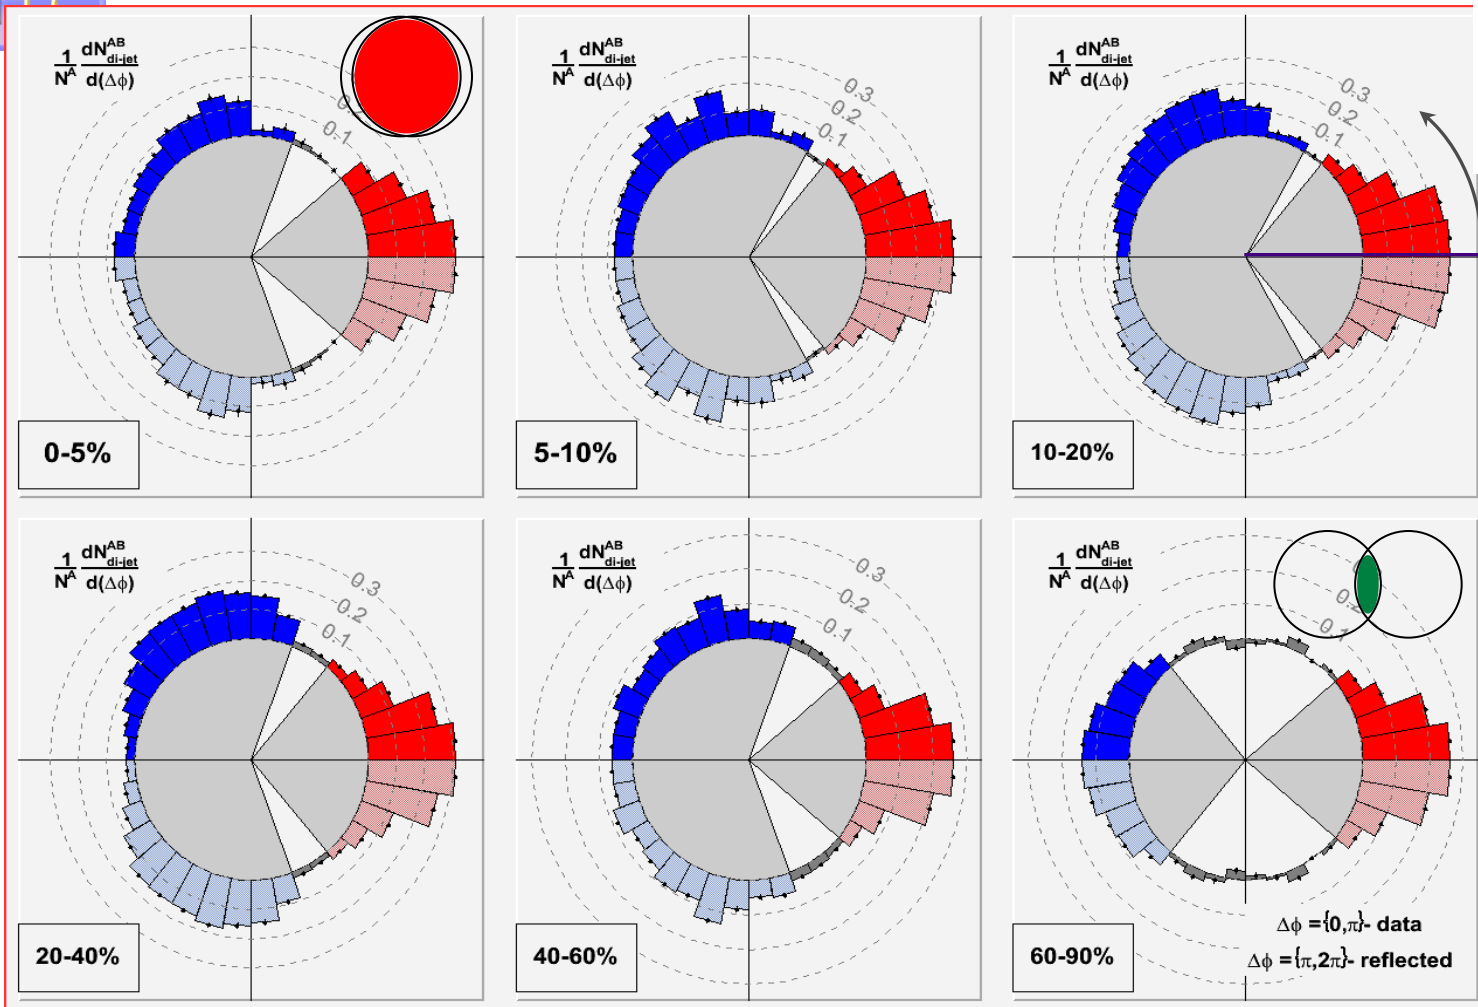 1/N^A dN^AB_di-jet/d(Δϕ)
0.2
0.1
0-5%
1/N^A dN^AB_di-jet/d(Δϕ)
0.3
0.2
0.1
5-10%
1/N^A dN^AB_di-jet/d(Δϕ)
0.3
0.2
0.1
10-20%
1/N^A dN^AB_di-jet/d(Δϕ)
0.3
0.2
0.1
20-40%
1/N^A dN^AB_di-jet/d(Δϕ)
0.3
0.2
0.1
40-60%
1/N^A dN^AB_di-jet/d(Δϕ)
0.2
0.1
60-90%
Δϕ ={0,π}- data
Δϕ ={π,2π}- reflected